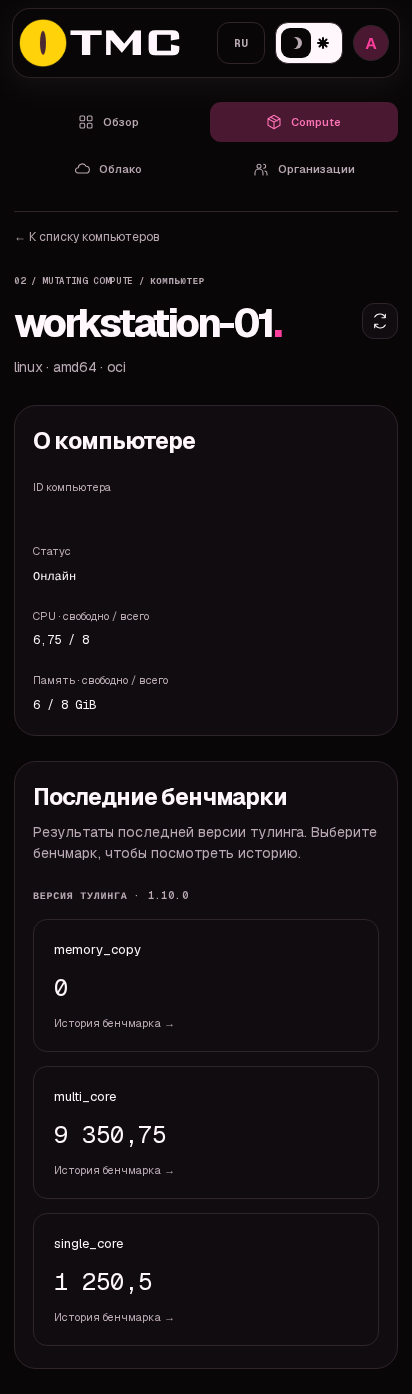 TMC
RU
A
Обзор
Compute
Облако
Организации
← К списку компьютеров
02 / MUTATING COMPUTE / КОМПЬЮТЕР
workstation-01.
linux · amd64 · oci
О компьютере
ID компьютера
Статус
Онлайн
CPU · свободно / всего
6,75 / 8
Память · свободно / всего
6 / 8 GiB
Последние бенчмарки
Результаты последней версии тулинга. Выберите
бенчмарк, чтобы посмотреть историю.
ВЕРСИЯ ТУЛИНГА · 1.10.0
memory_copy
0
История бенчмарка →
multi_core
9 350,75
История бенчмарка →
single_core
1 250,5
История бенчмарка →